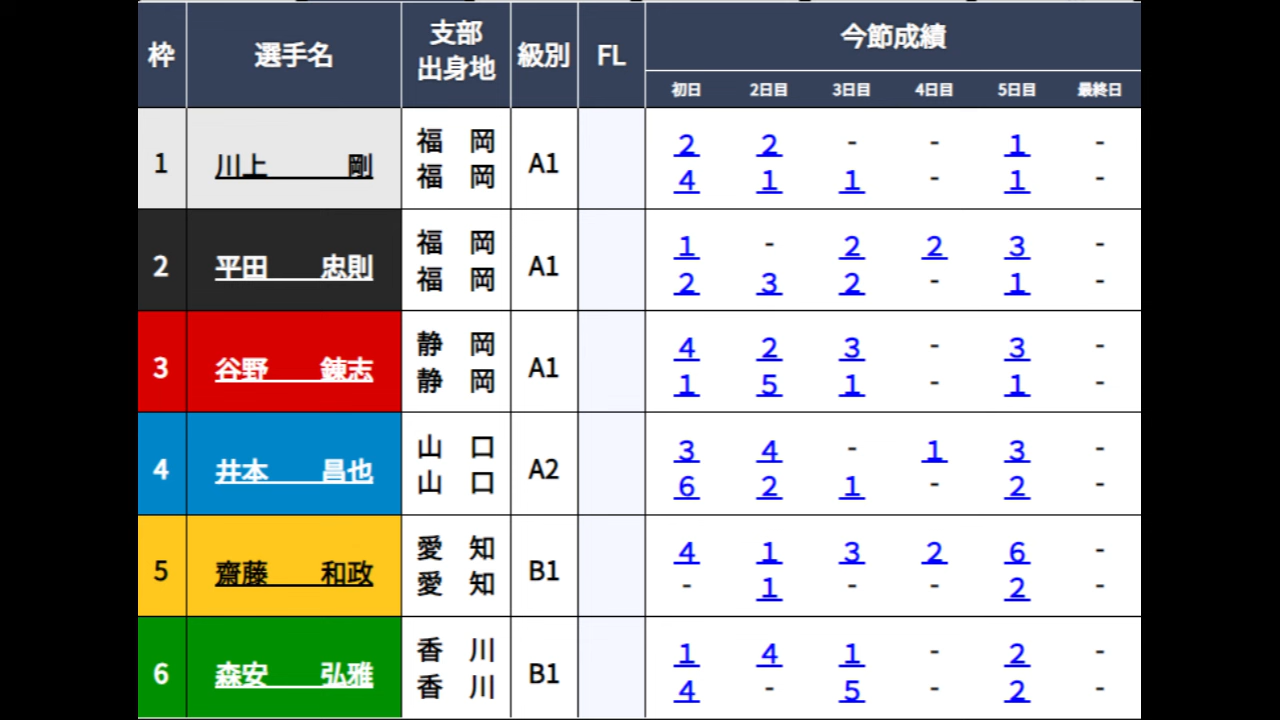 枠 選手名 支部 出身地 級別 FL 今節成績
初日 2日目 3日目 4日目 5日目 最終日
1 川上 剛 福 岡 A1 2 2 - - 1 -
福 岡 4 1 1 - 1 -
2 平田 忠則 福 岡 A1 1 - 2 2 3 -
福 岡 2 3 2 - 1 -
3 谷野 錬志 静 岡 A1 4 2 3 - 3 -
静 岡 1 5 1 - 1 -
4 井本 昌也 山 口 A2 3 4 - 1 3 -
山 口 6 2 1 - 2 -
5 齋藤 和政 愛 知 B1 4 1 3 2 6 -
愛 知 - 1 - - 2 -
6 森安 弘雅 香 川 B1 1 4 1 - 2 -
香 川 4 - 5 - 2 -